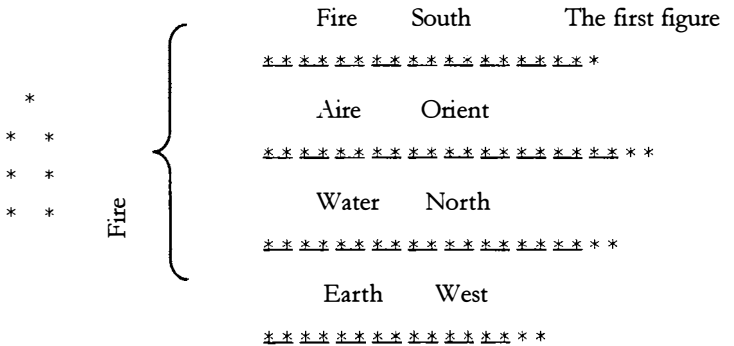 Fire South The first figure
Aire Orient
Water North
Fire
Earth West